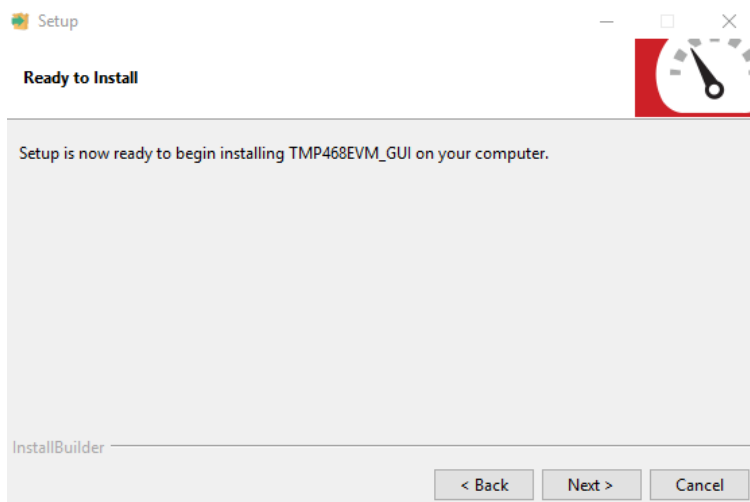 Setup
Ready to Install
Setup is now ready to begin installing TMP468EVM_GUI on your computer.
InstallBuilder
< Back
Next >
Cancel